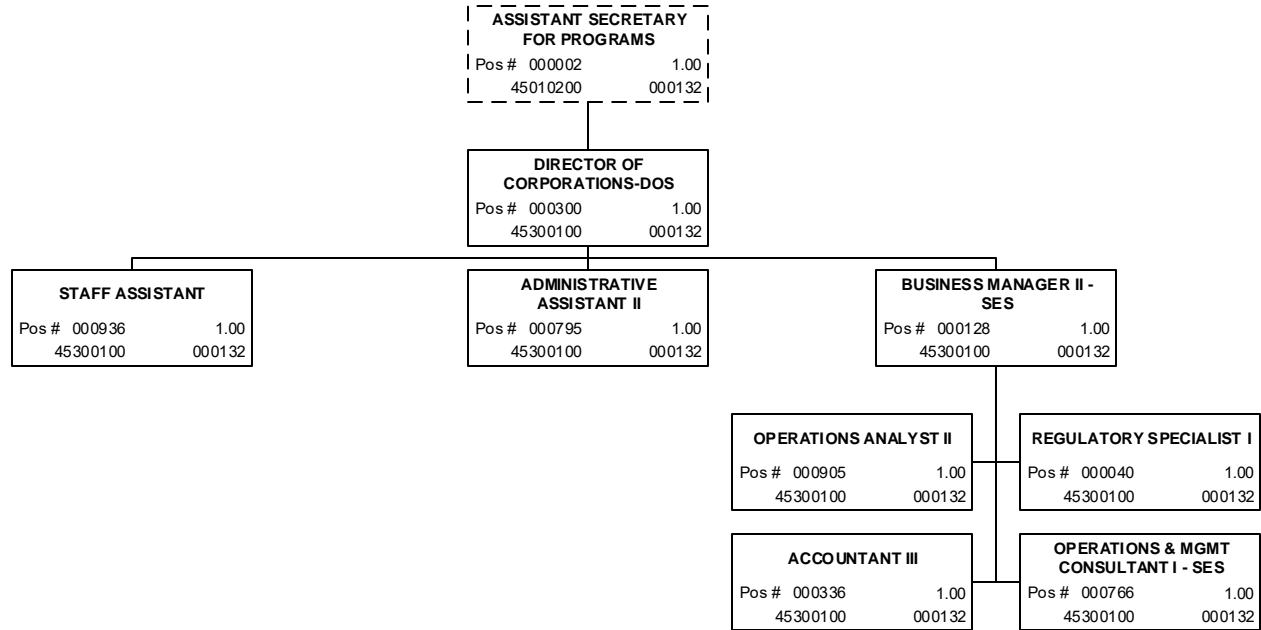 ASSISTANT SECRETARY
FOR PROGRAMS
Pos # 000002 1.00
45010200 000132
DIRECTOR OF
CORPORATIONS-DOS
Pos # 000300 1.00
45300100 000132
STAFF ASSISTANT
Pos # 000936 1.00
45300100 000132
ADMINISTRATIVE
ASSISTANT II
Pos # 000795 1.00
45300100 000132
BUSINESS MANAGER II -
SES
Pos # 000128 1.00
45300100 000132
OPERATIONS ANALYST II
Pos # 000905 1.00
45300100 000132
REGULATORY SPECIALIST I
Pos # 000040 1.00
45300100 000132
ACCOUNTANT III
Pos # 000336 1.00
45300100 000132
OPERATIONS & MGMT
CONSULTANT I - SES
Pos # 000766 1.00
45300100 000132